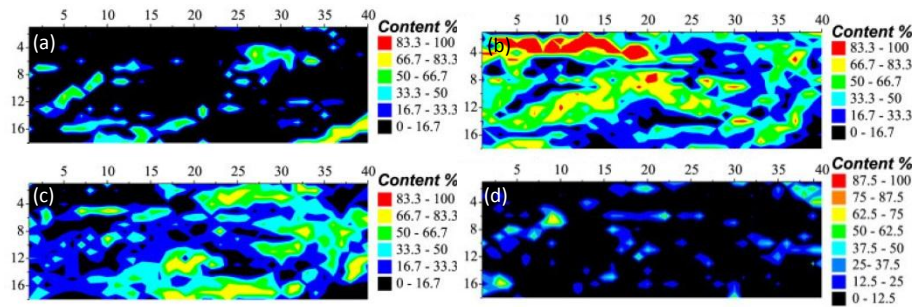 5 10 15 20 25 30 35 40
(a)
4
8
12
16
Content %
83.3 - 100
66.7 - 83.3
50 - 66.7
33.3 - 50
16.7 - 33.3
0 - 16.7
5 10 15 20 25 30 35 40
(b)
4
8
12
16
Content %
83.3 - 100
66.7 - 83.3
50 - 66.7
33.3 - 50
16.7 - 33.3
0 - 16.7
5 10 15 20 25 30 35 40
(c)
4
8
12
16
Content %
83.3 - 100
66.7 - 83.3
50 - 66.7
33.3 - 50
16.7 - 33.3
0 - 16.7
5 10 15 20 25 30 35 40
(d)
4
8
12
16
Content %
87.5 - 100
75 - 87.5
62.5 - 75
50 - 62.5
37.5 - 50
25- 37.5
12.5 - 25
0 - 12.5